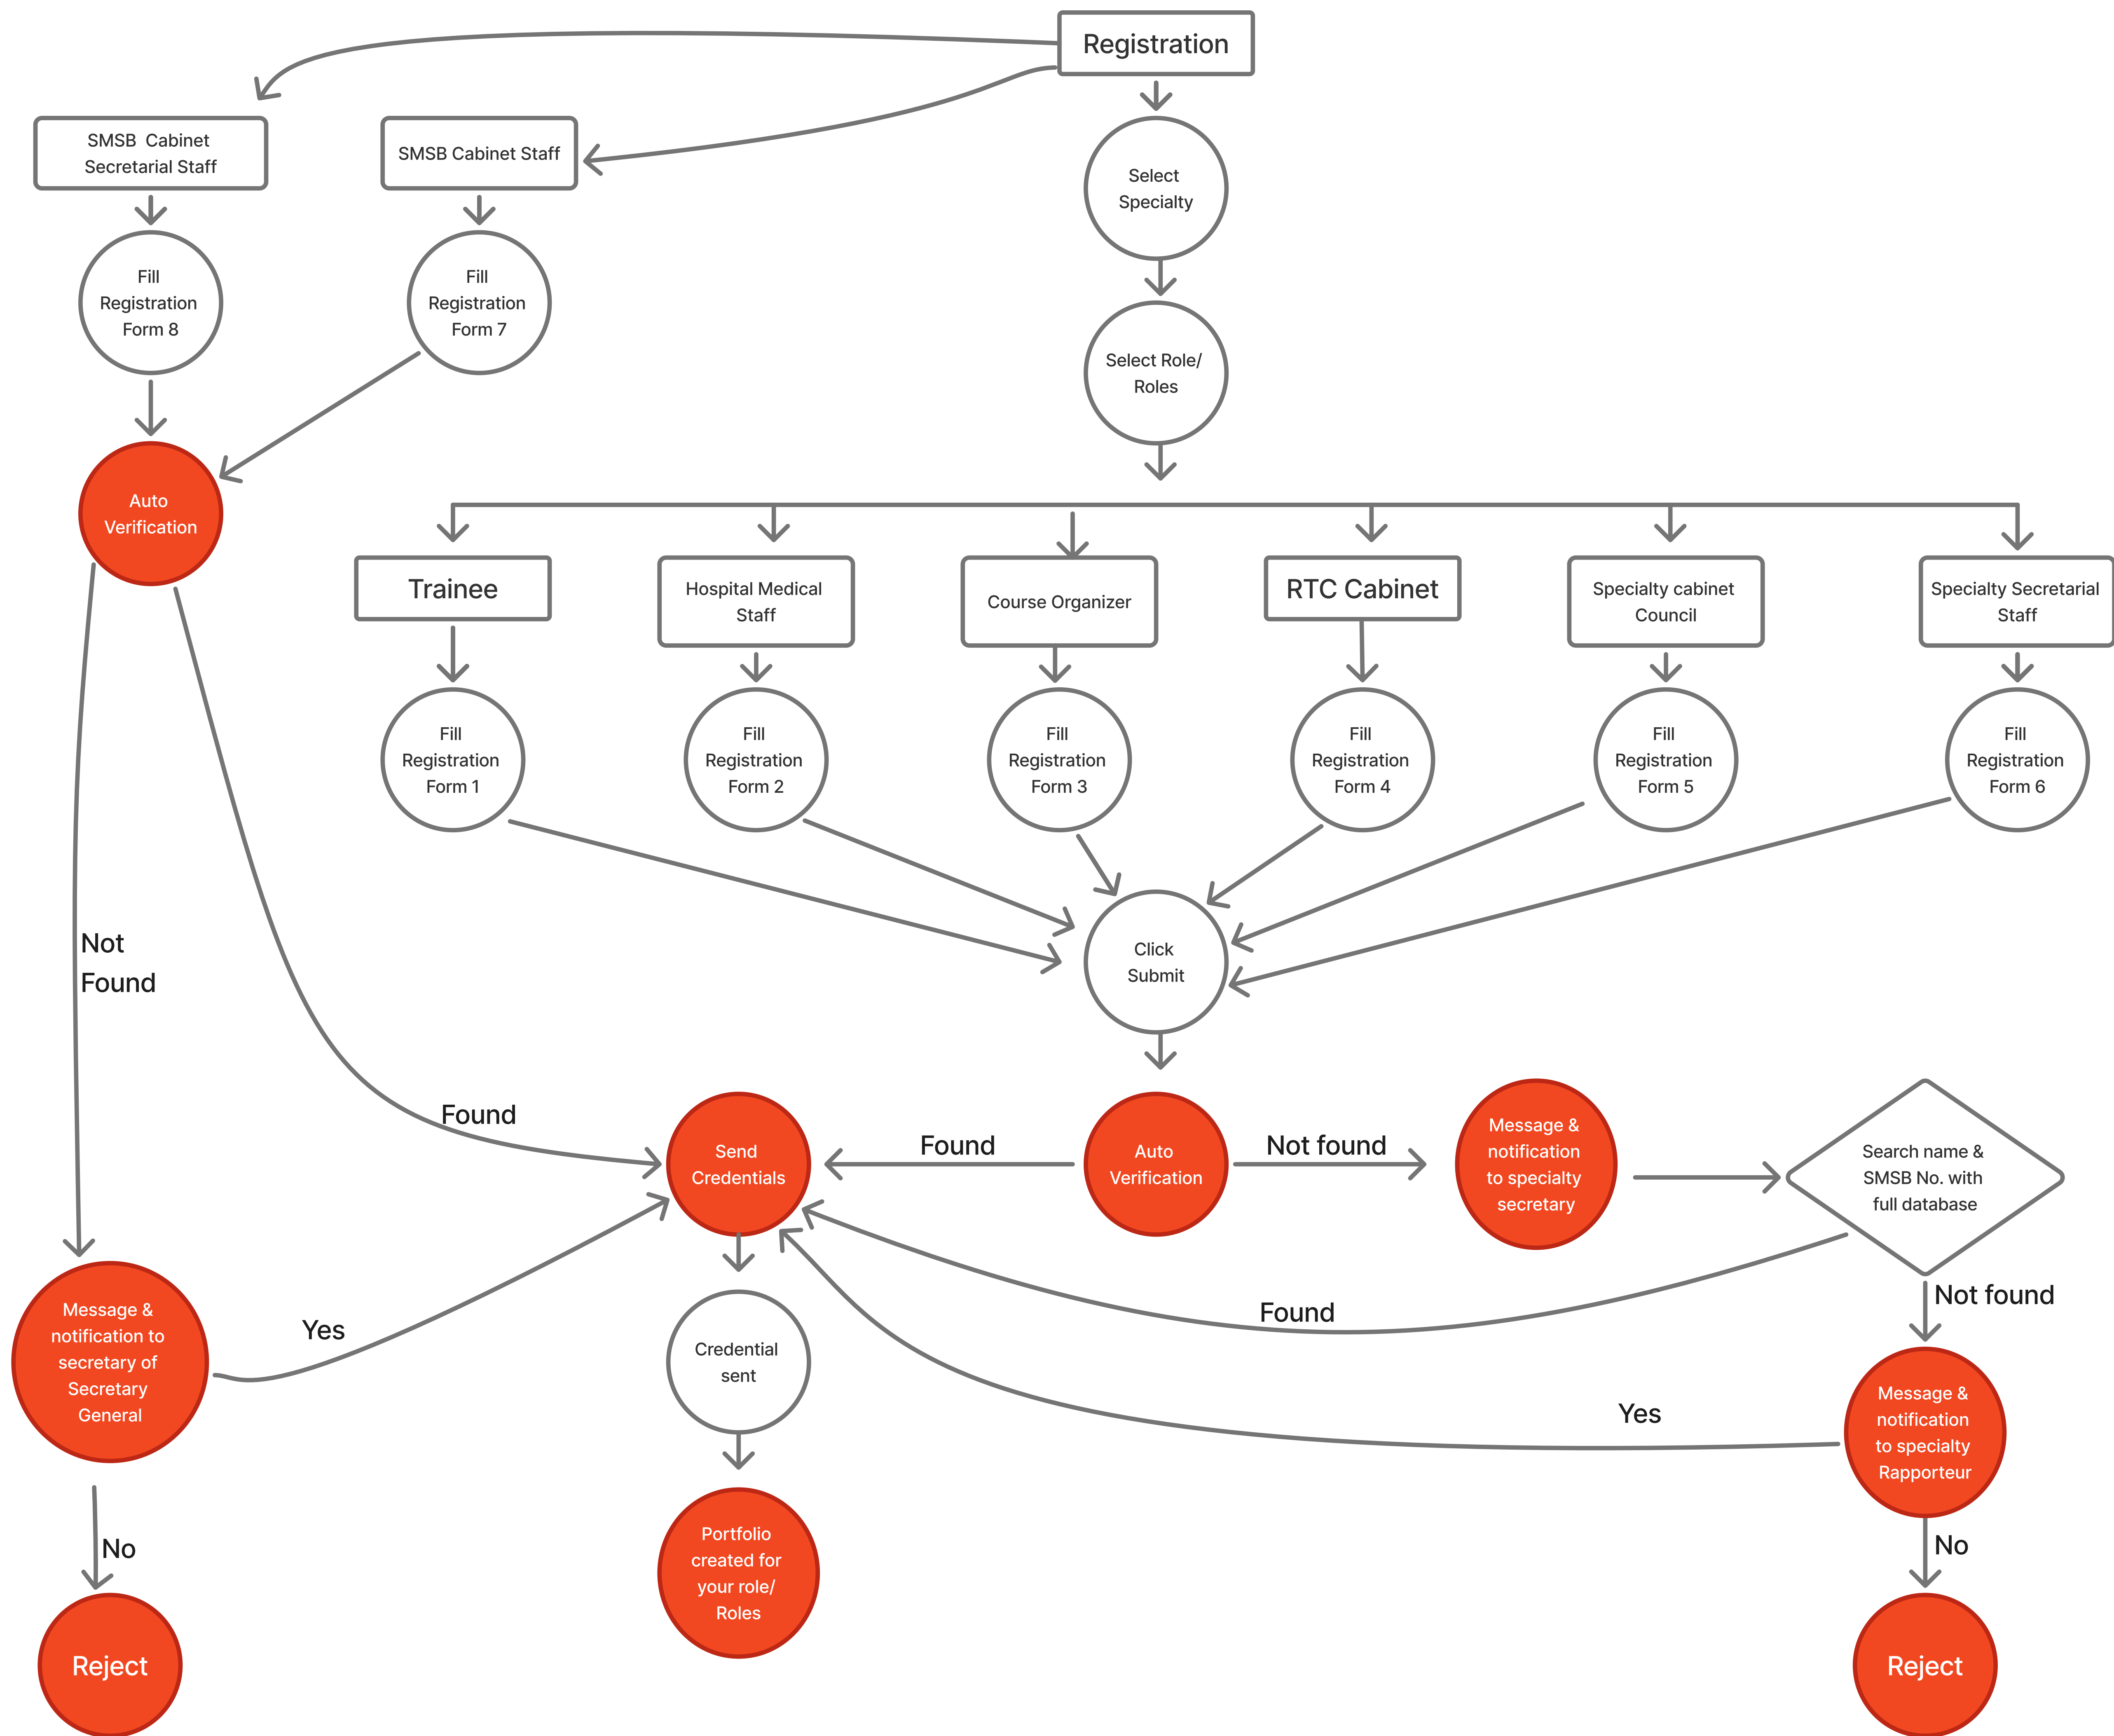 Registration
SMSB Cabinet
Secretarial Staff
SMSB Cabinet Staff
Select
Specialty
Fill
Registration
Form 8
Fill
Registration
Form 7
Select Role/
Roles
Auto
Verification
Trainee
Hospital Medical
Staff
Course Organizer
RTC Cabinet
Specialty cabinet
Council
Specialty Secretarial
Staff
Fill
Registration
Form 1
Fill
Registration
Form 2
Fill
Registration
Form 3
Fill
Registration
Form 4
Fill
Registration
Form 5
Fill
Registration
Form 6
Not
Found
Click
Submit
Found
Send
Credentials
Found
Auto
Verification
Not found
Message &
notification
to specialty
secretary
Search name &
SMSB No. with
full database
Not found
Found
Message &
notification to
secretary of
Secretary
General
Yes
Credential
sent
Yes
Message &
notification
to specialty
Rapporteur
No
Portfolio
created for
your role/
Roles
No
Reject
Reject